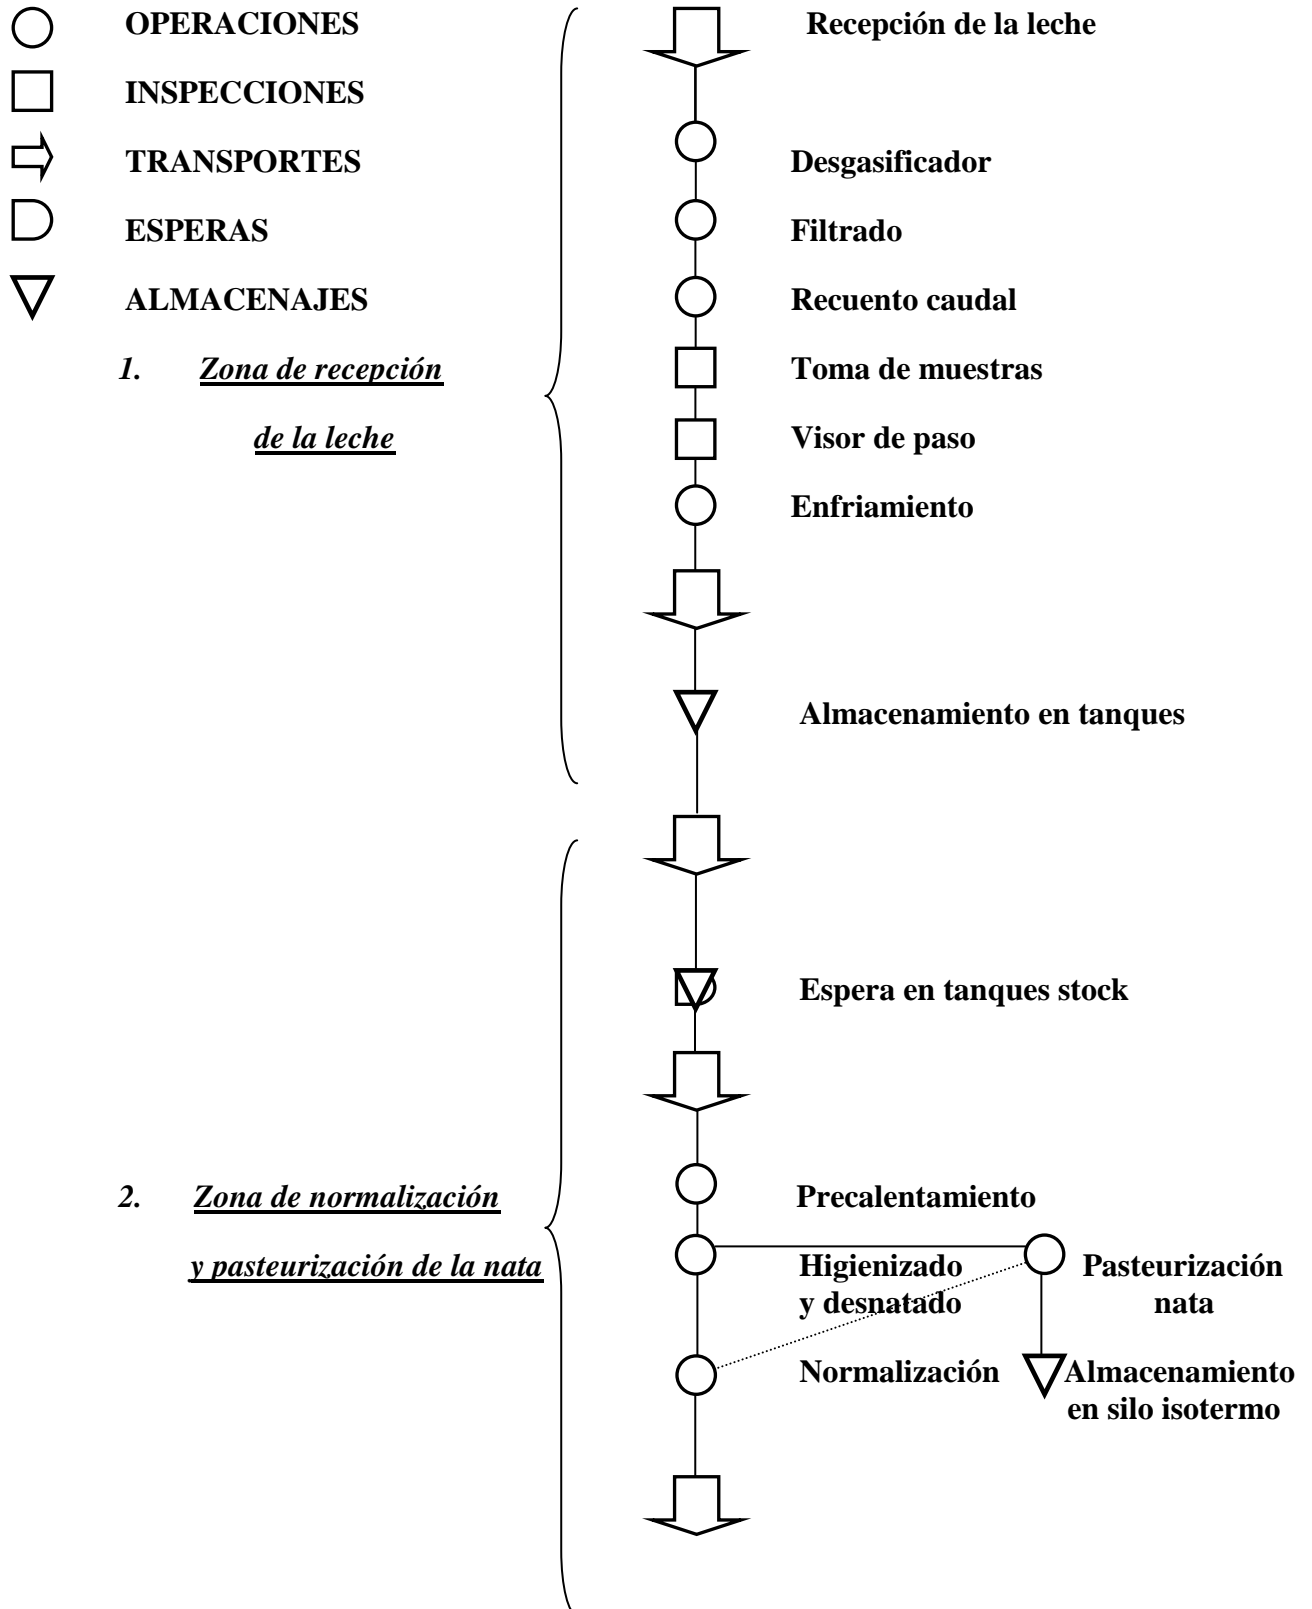 OPERACIONES
INSPECCIONES
TRANSPORTES
ESPERAS
ALMACENAJES
1. Zona de recepción
de la leche
Recepción de la leche
Desgasificador
Filtrado
Recuento caudal
Toma de muestras
Visor de paso
Enfriamiento
Almacenamiento en tanques
Espera en tanques stock
2. Zona de normalización
y pasteurización de la nata
Precalentamiento
Higienizado
y desnatado
Pasteurización
nata
Normalización
Almacenamiento
en silo isotermo